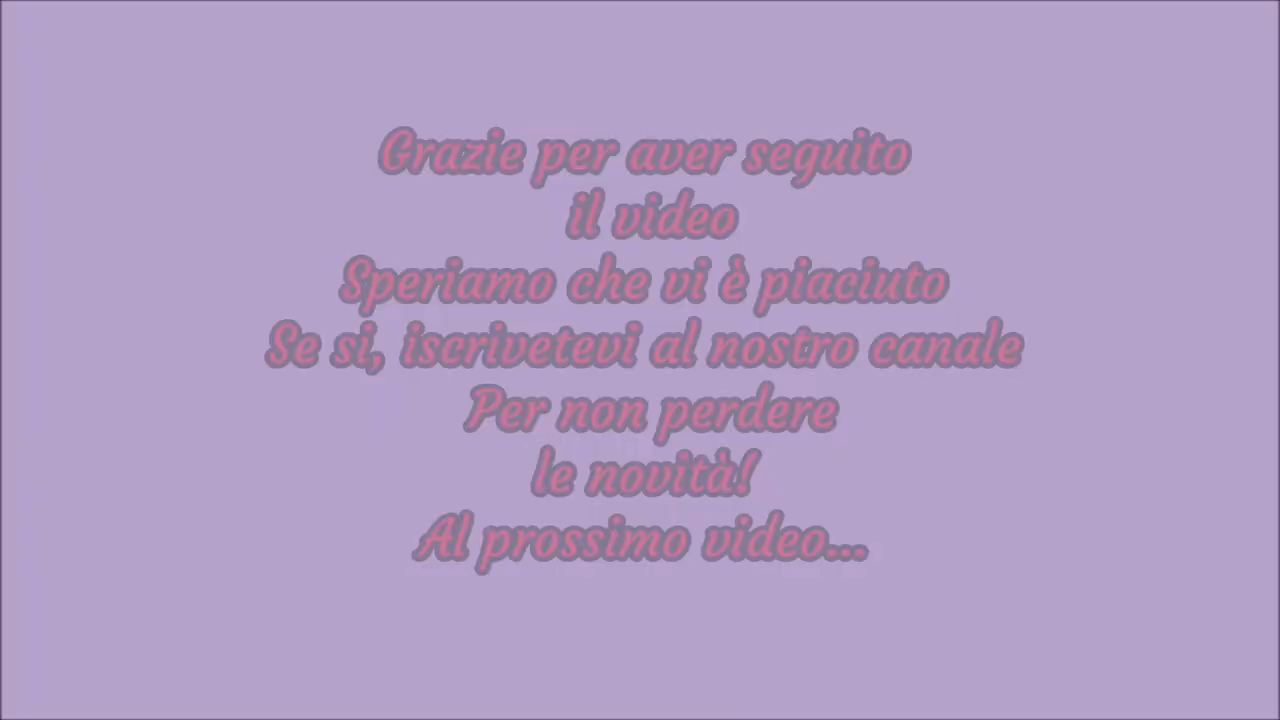 Grazie per aver seguito
il video
Speriamo che vi è piaciuto
Se si, iscrivetevi al nostro canale
Per non perdere
le novità!
Al prossimo video...